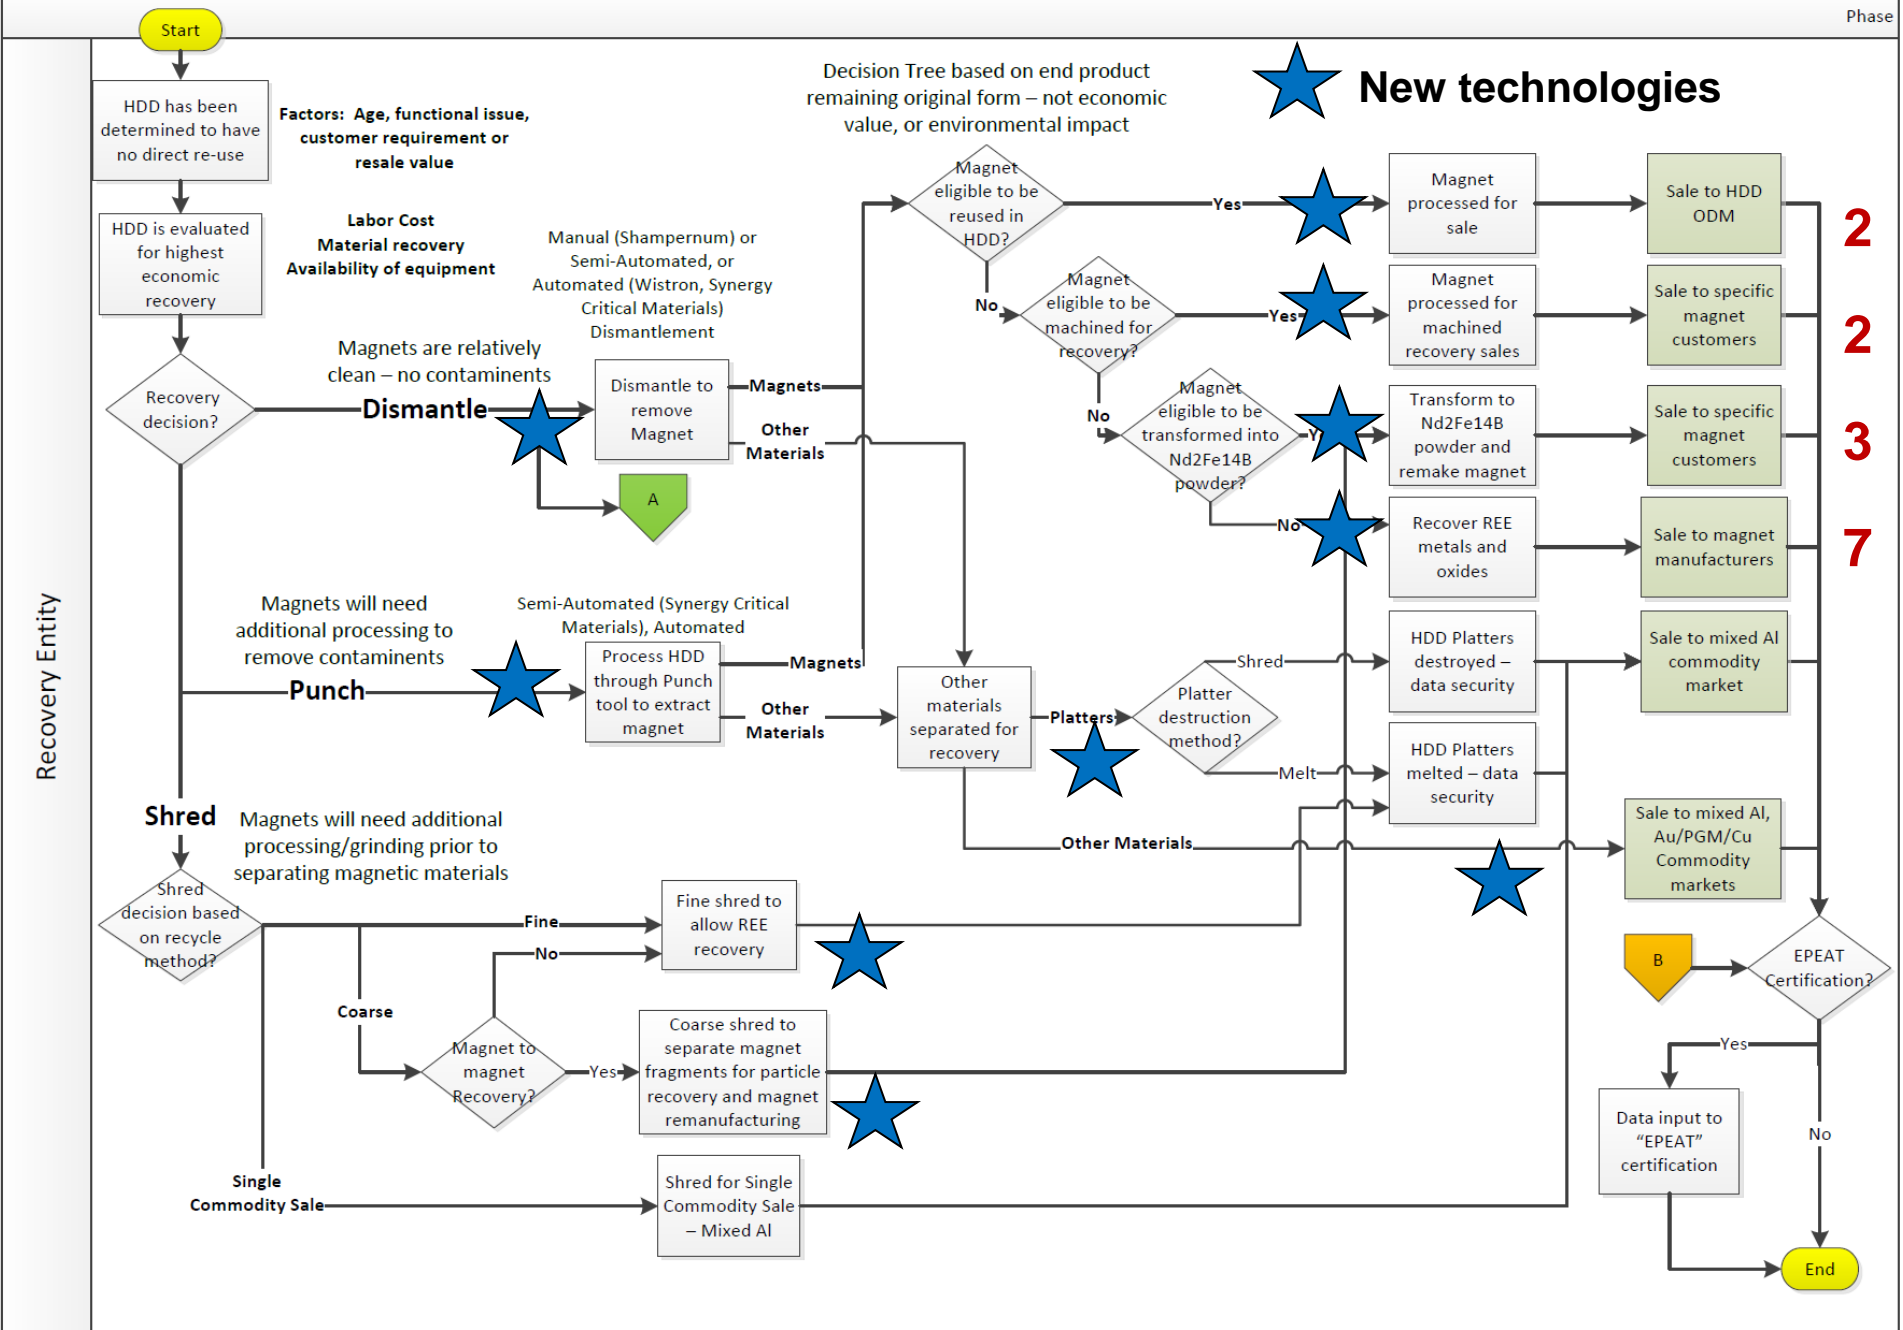 Phase
Start
Recovery Entity
HDD has been
determined to have
no direct re-use
Factors:  Age, functional issue,
customer requirement or
resale value
HDD is evaluated
for highest
economic
recovery
Labor Cost
Material recovery
Availability of equipment
Recovery
decision?
Magnets are relatively
clean – no contaminents
Dismantle
Manual (Shampernum) or
Semi-Automated, or
Automated (Wistron, Synergy
Critical Materials)
Dismantlement
Dismantle to
remove
Magnet
Magnets
Other
Materials
A
Magnets will need
additional processing to
remove contaminents
Punch
Semi-Automated (Synergy Critical
Materials), Automated
Process HDD
through Punch
tool to extract
magnet
Magnets
Other
Materials
Shred
Magnets will need additional
processing/grinding prior to
separating magnetic materials
Shred
decision based
on recycle
method?
Fine
No
Fine shred to
allow REE
recovery
Coarse
Magnet to
magnet
Recovery?
Yes
Coarse shred to
separate magnet
fragments for particle
recovery and magnet
remanufacturing
Single
Commodity Sale
Shred for Single
Commodity Sale
– Mixed Al
Decision Tree based on end product
remaining original form – not economic
value, or environmental impact
New technologies
Magnet
eligible to be
reused in
HDD?
Yes
Magnet
processed for
sale
Sale to HDD
ODM
2
No
Magnet
eligible to be
machined for
recovery?
Yes
Magnet
processed for
machined
recovery sales
Sale to specific
magnet
customers
2
No
Magnet
eligible to be
transformed into
Nd2Fe14B
powder?
Transform to
Nd2Fe14B
powder and
remake magnet
Sale to specific
magnet
customers
3
No
Recover REE
metals and
oxides
Sale to magnet
manufacturers
7
Other
materials
separated for
recovery
Platters
Platter
destruction
method?
Shred
HDD Platters
destroyed –
data security
Sale to mixed Al
commodity
market
Melt
HDD Platters
melted – data
security
Other Materials
Sale to mixed Al,
Au/PGM/Cu
Commodity
markets
B
EPEAT
Certification?
Yes
No
Data input to
“EPEAT”
certification
End